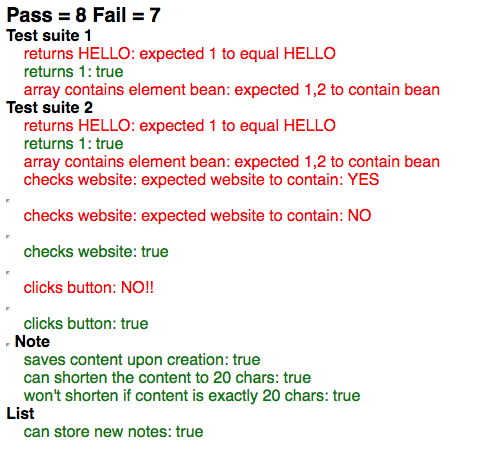 Pass = 8 Fail = 7
Test suite 1
returns HELLO: expected 1 to equal HELLO
returns 1: true
array contains element bean: expected 1,2 to contain bean
Test suite 2
returns HELLO: expected 1 to equal HELLO
returns 1: true
array contains element bean: expected 1,2 to contain bean
checks website: expected website to contain: YES
checks website: expected website to contain: NO
checks website: true
clicks button: NO!!
clicks button: true
Note
saves content upon creation: true
can shorten the content to 20 chars: true
won't shorten if content is exactly 20 chars: true
List
can store new notes: true